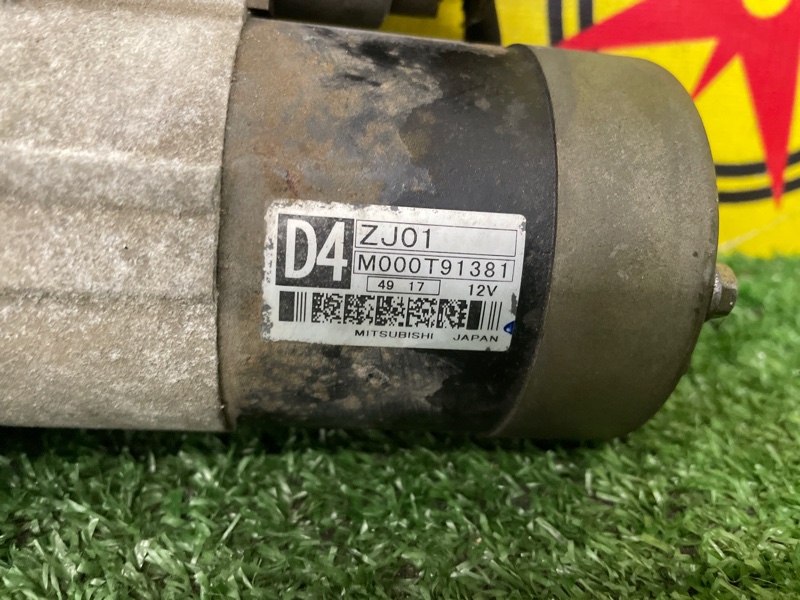 D4 ZJ01
M000T91381
49 17 12V
MITSUBISHI JAPAN